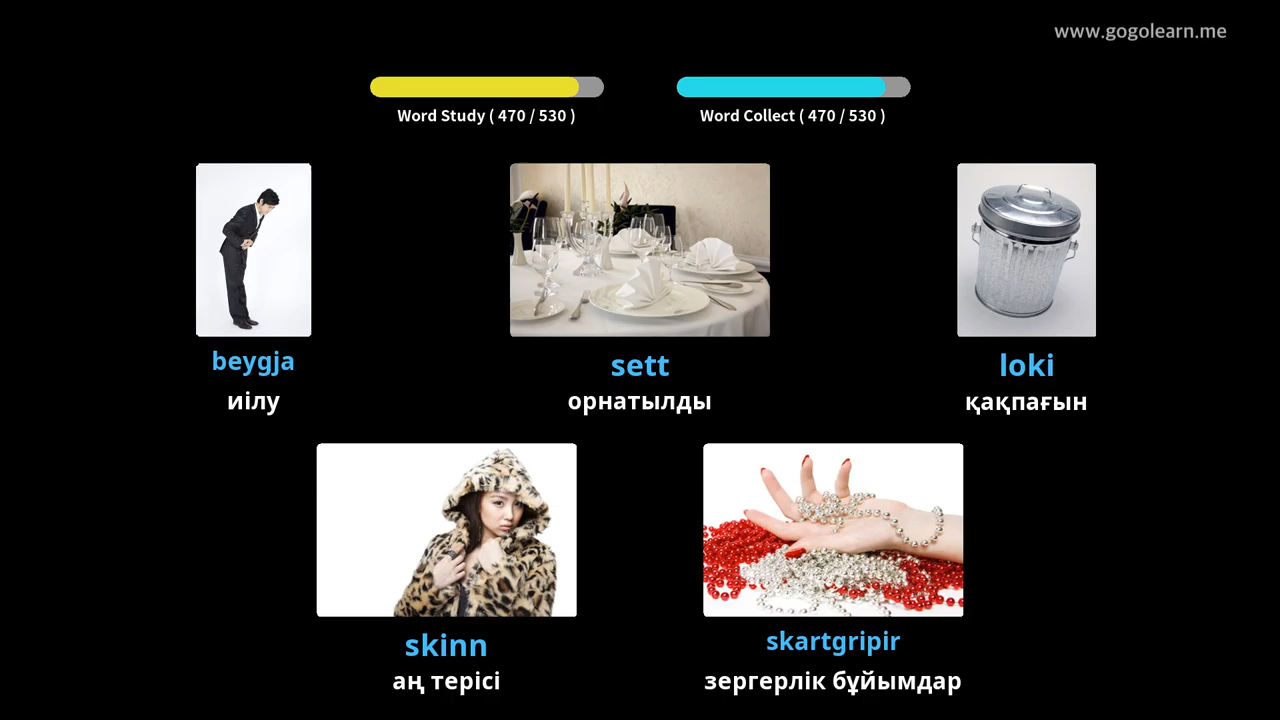 www.gogolearn.me
Word Study ( 470 / 530 )
Word Collect ( 470 / 530 )
beygja
иілу
sett
орнатылды
loki
қақпағын
skinn
аң терісі
skartgripir
зергерлік бұйымдар